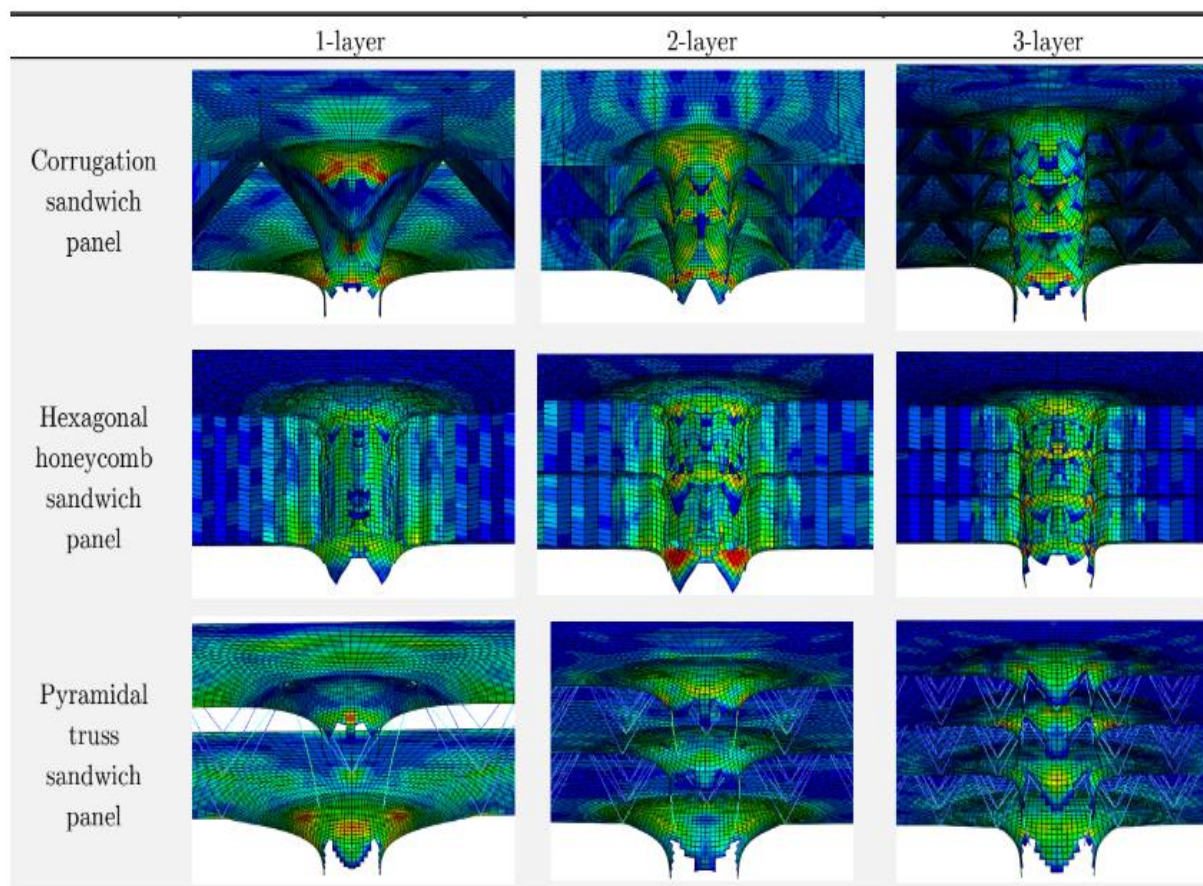 1-layer 2-layer 3-layer
Corrugation
sandwich
panel
Hexagonal
honeycomb
sandwich
panel
Pyramidal
truss
sandwich
panel